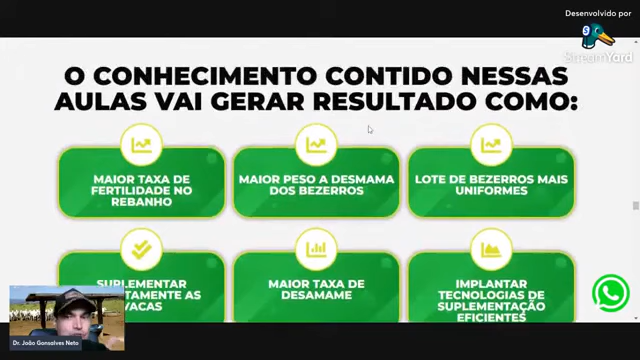 Desenvolvido por
StreamYard
O CONHECIMENTO CONTIDO NESSAS
AULAS VAI GERAR RESULTADO COMO:
MAIOR TAXA DE
FERTILIDADE NO
REBANHO
MAIOR PESO A DESMAMA
DOS BEZERROS
LOTE DE BEZERROS MAIS
UNIFORMES
SUPLEMENTAR
VACAS
MAIOR TAXA DE
DESAMAME
IMPLANTAR
TECNOLOGIAS DE
SUPLEMENTAÇÃO
EFICIENTES
Dr. João Gonsalves Neto